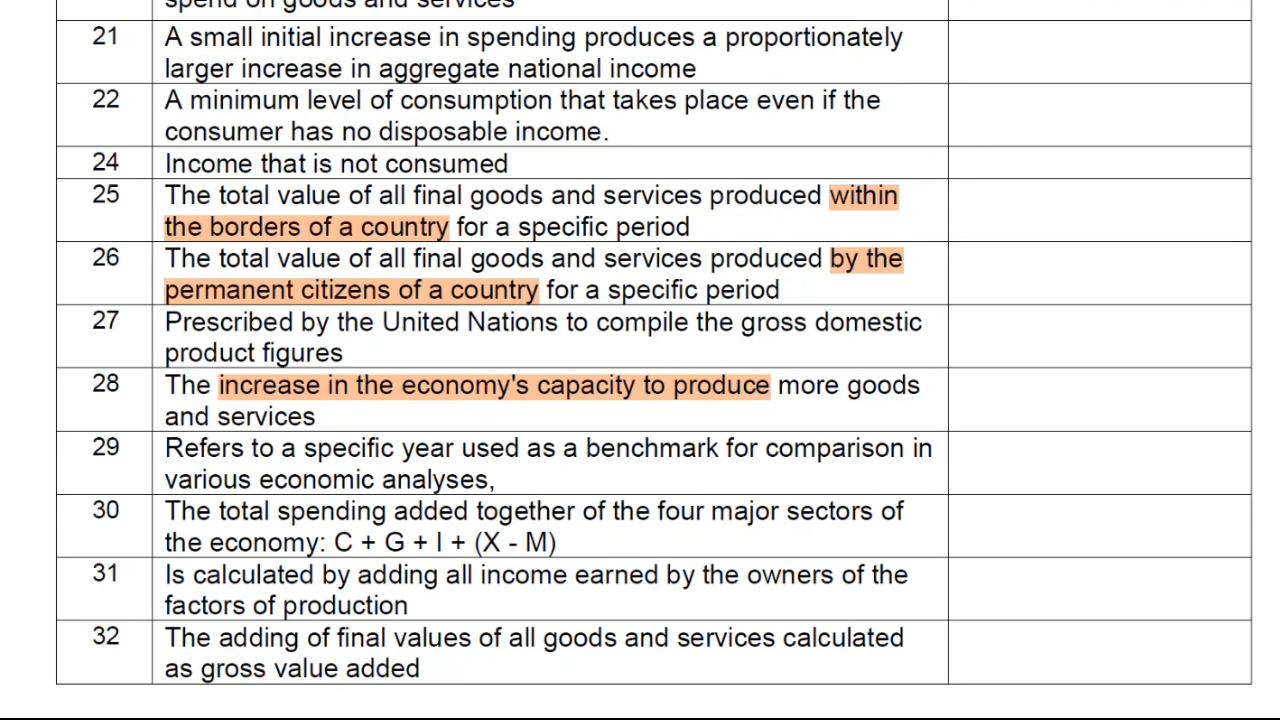 spend on goods and services
21 A small initial increase in spending produces a proportionately
larger increase in aggregate national income
22 A minimum level of consumption that takes place even if the
consumer has no disposable income.
24 Income that is not consumed
25 The total value of all final goods and services produced within
the borders of a country for a specific period
26 The total value of all final goods and services produced by the
permanent citizens of a country for a specific period
27 Prescribed by the United Nations to compile the gross domestic
product figures
28 The increase in the economy's capacity to produce more goods
and services
29 Refers to a specific year used as a benchmark for comparison in
various economic analyses,
30 The total spending added together of the four major sectors of
the economy: C + G + I + (X - M)
31 Is calculated by adding all income earned by the owners of the
factors of production
32 The adding of final values of all goods and services calculated
as gross value added